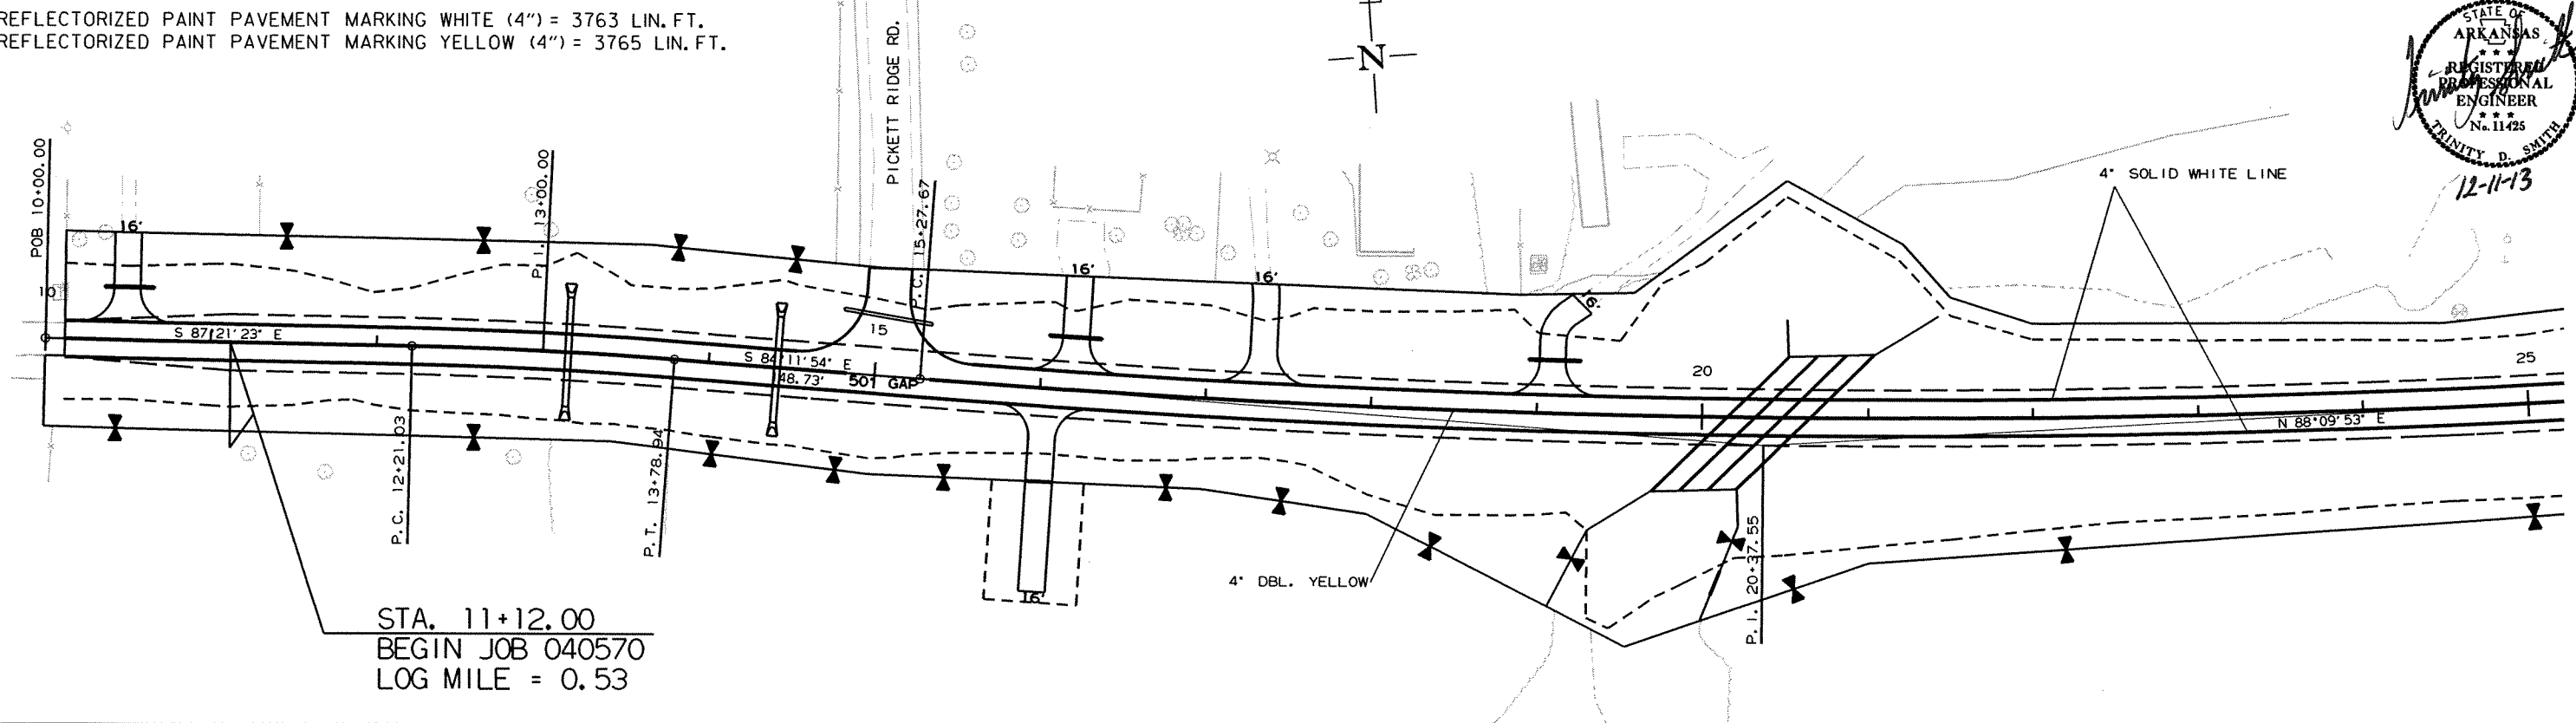 REFLECTORIZED PAINT PAVEMENT MARKING WHITE (4") = 3763 LIN. FT.
REFLECTORIZED PAINT PAVEMENT MARKING YELLOW (4") = 3765 LIN. FT.
PICKETT RIDGE RD.
N
STATE OF
ARKANSAS
REGISTERED
PROFESSIONAL
ENGINEER
No. 11425
TRINITY D. SMITH
12-11-13
4" SOLID WHITE LINE
POB 10+00.00
P.I. 13+00.00
P.C. 15+27.67
16'
16'
16'
16'
10
15
20
25
S 87°21'23" E
S 84°11'54" E
48.73'
501 GAP
N 88°09'53" E
P.C. 12+21.03
P.T. 13+78.94
P.I. 20+37.55
4" DBL. YELLOW
16'
STA. 11+12.00
BEGIN JOB 040570
LOG MILE = 0.53